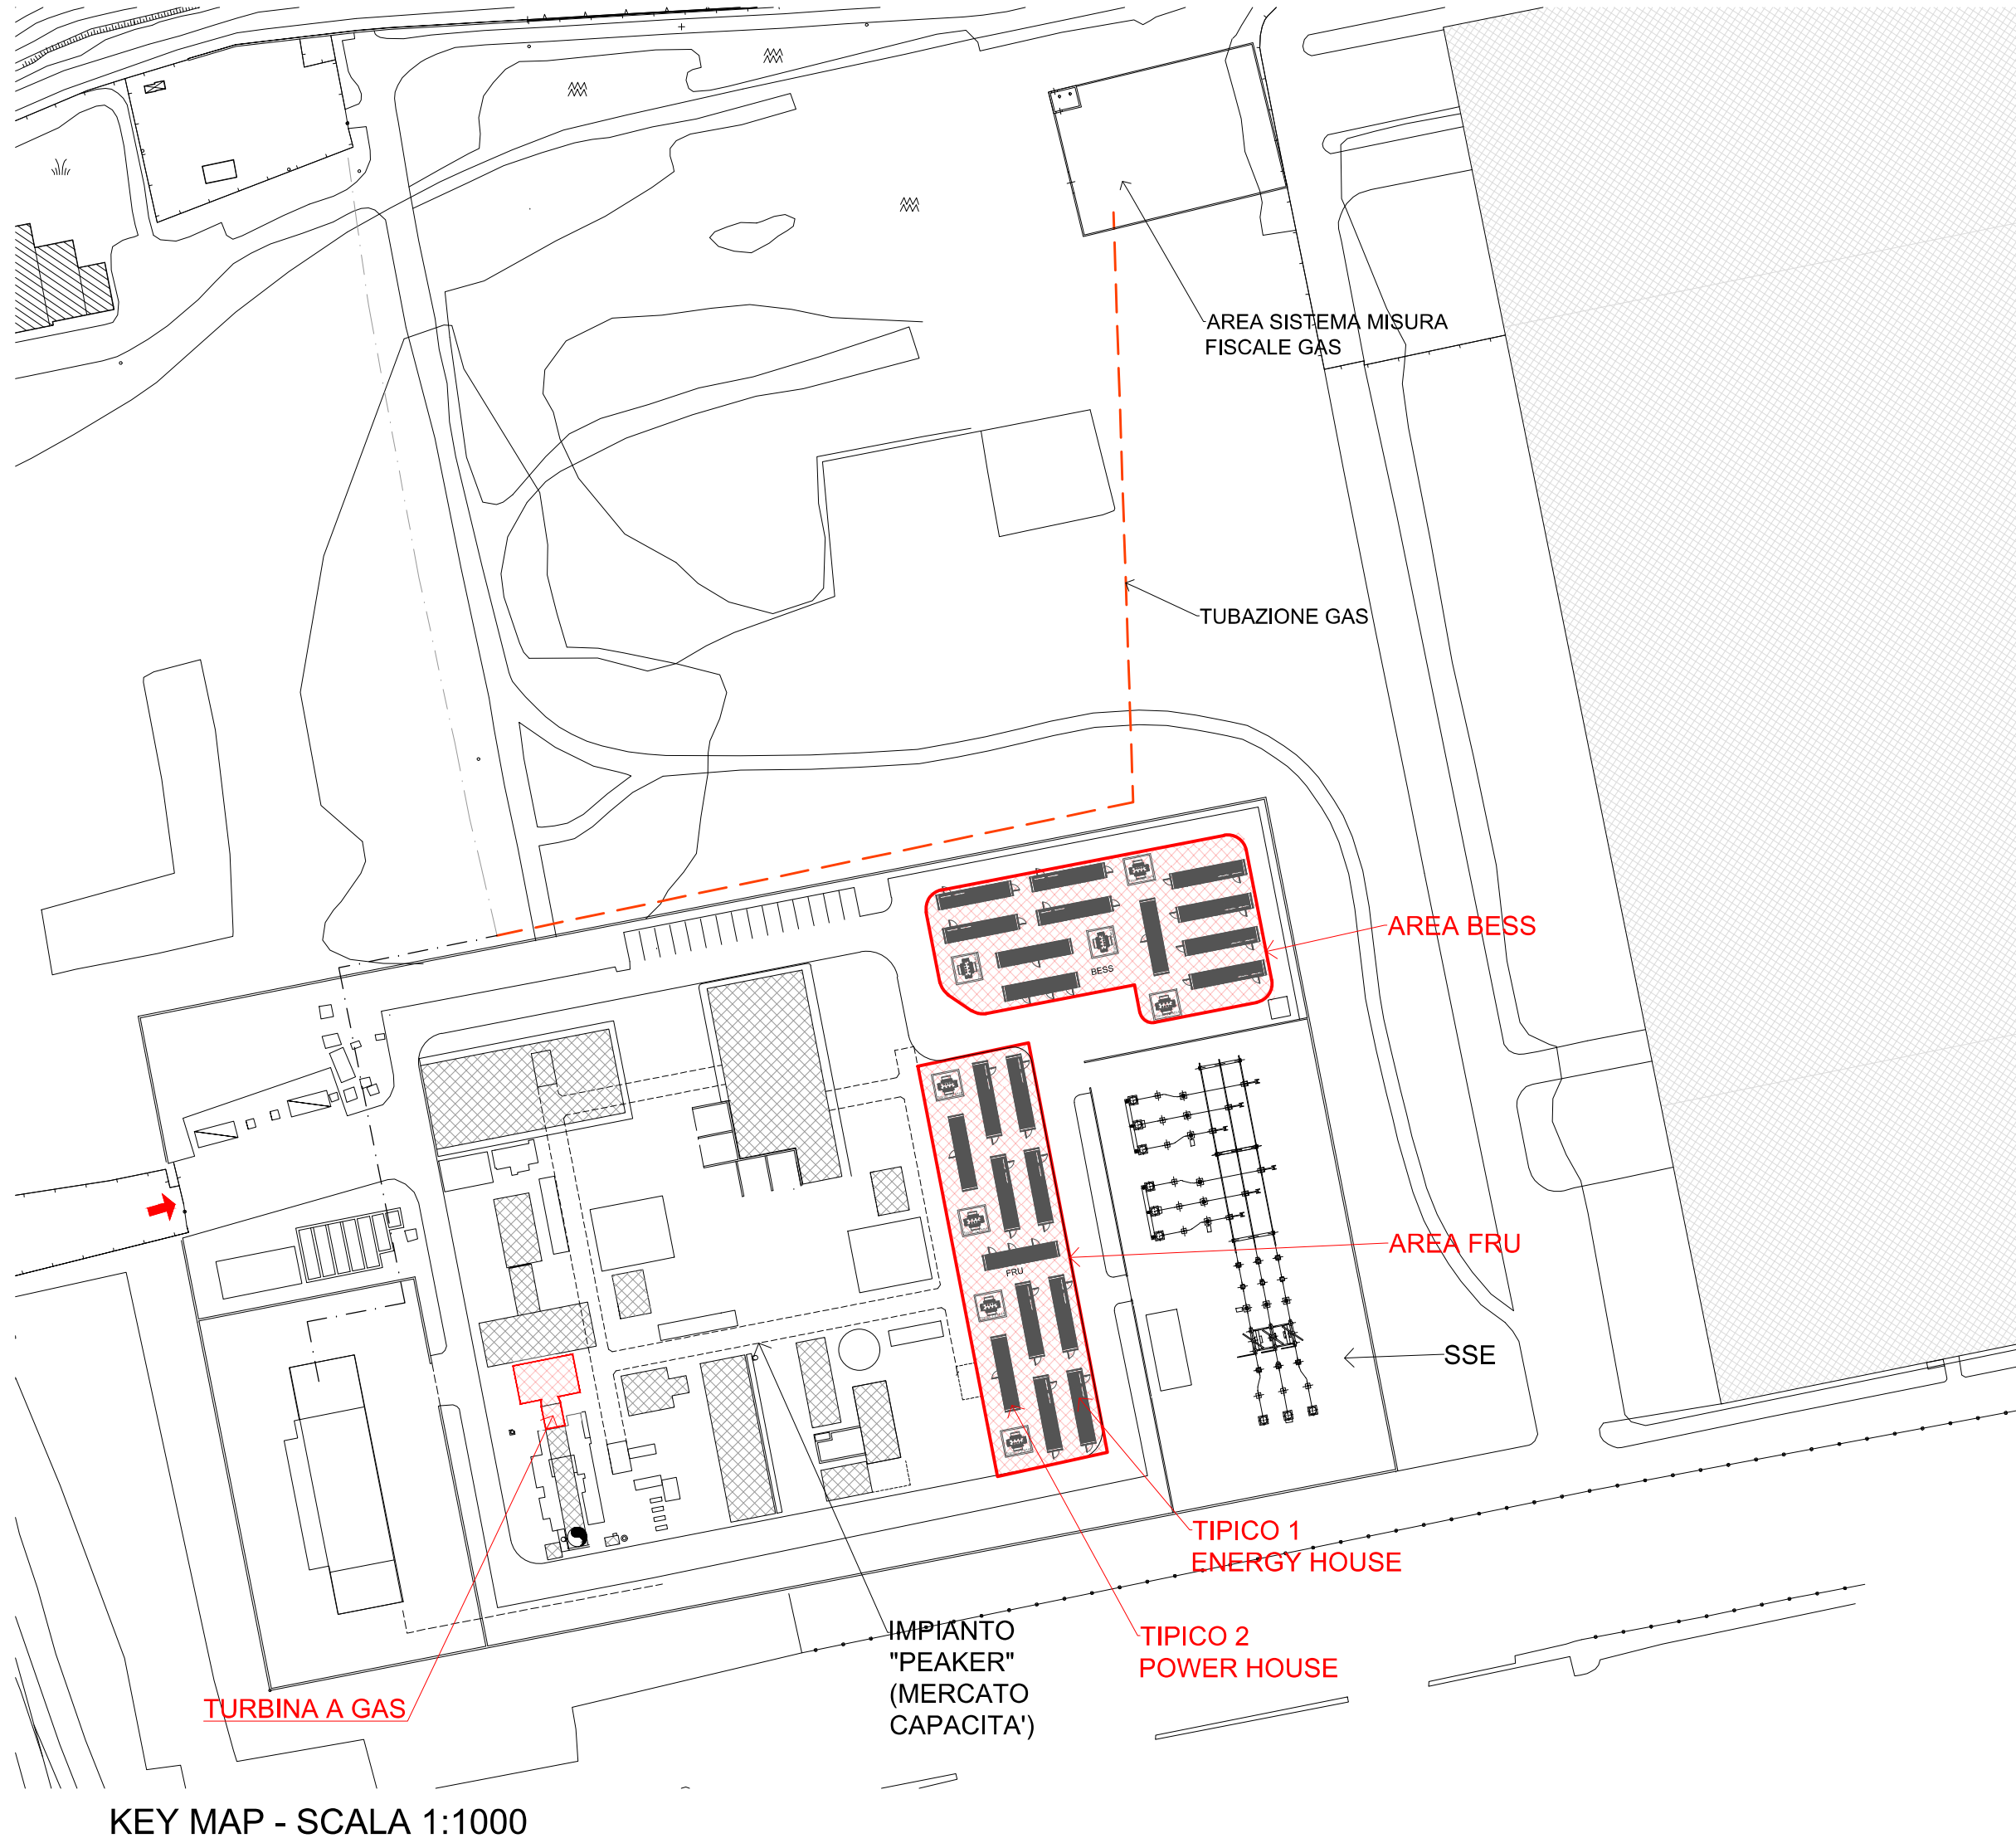 AREA SISTEMA MISURA
FISCALE GAS
TUBAZIONE GAS
AREA BESS
BESS
AREA FRU
FRU
SSE
TIPICO 1
ENERGY HOUSE
IMPIANTO
"PEAKER"
(MERCATO
CAPACITA')
TIPICO 2
POWER HOUSE
TURBINA A GAS
KEY MAP - SCALA 1:1000